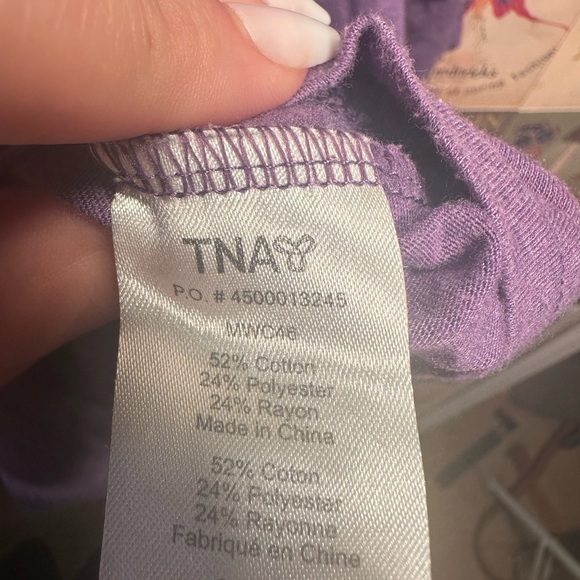 TNA
P.O. # 4500013245
MWC46
52% Cotton
24% Polyester
24% Rayon
Made in China
52% Coton
24% Polyester
24% Rayonne
Fabriqué en Chine